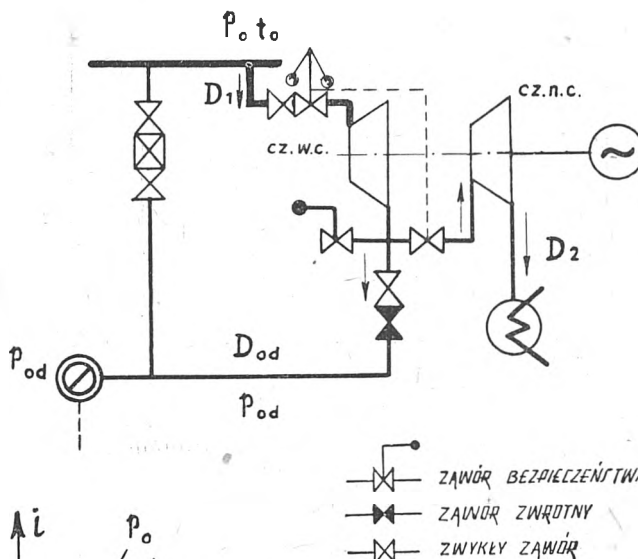 p₀ t₀
D₁
cz.n.c.
cz.w.c.
~
D₂
p_od
D_od
p_od
ZAWÓR BEZPIECZEŃSTWA
ZAWÓR ZWROTNY
ZWYKŁY ZAWÓR
i
p₀